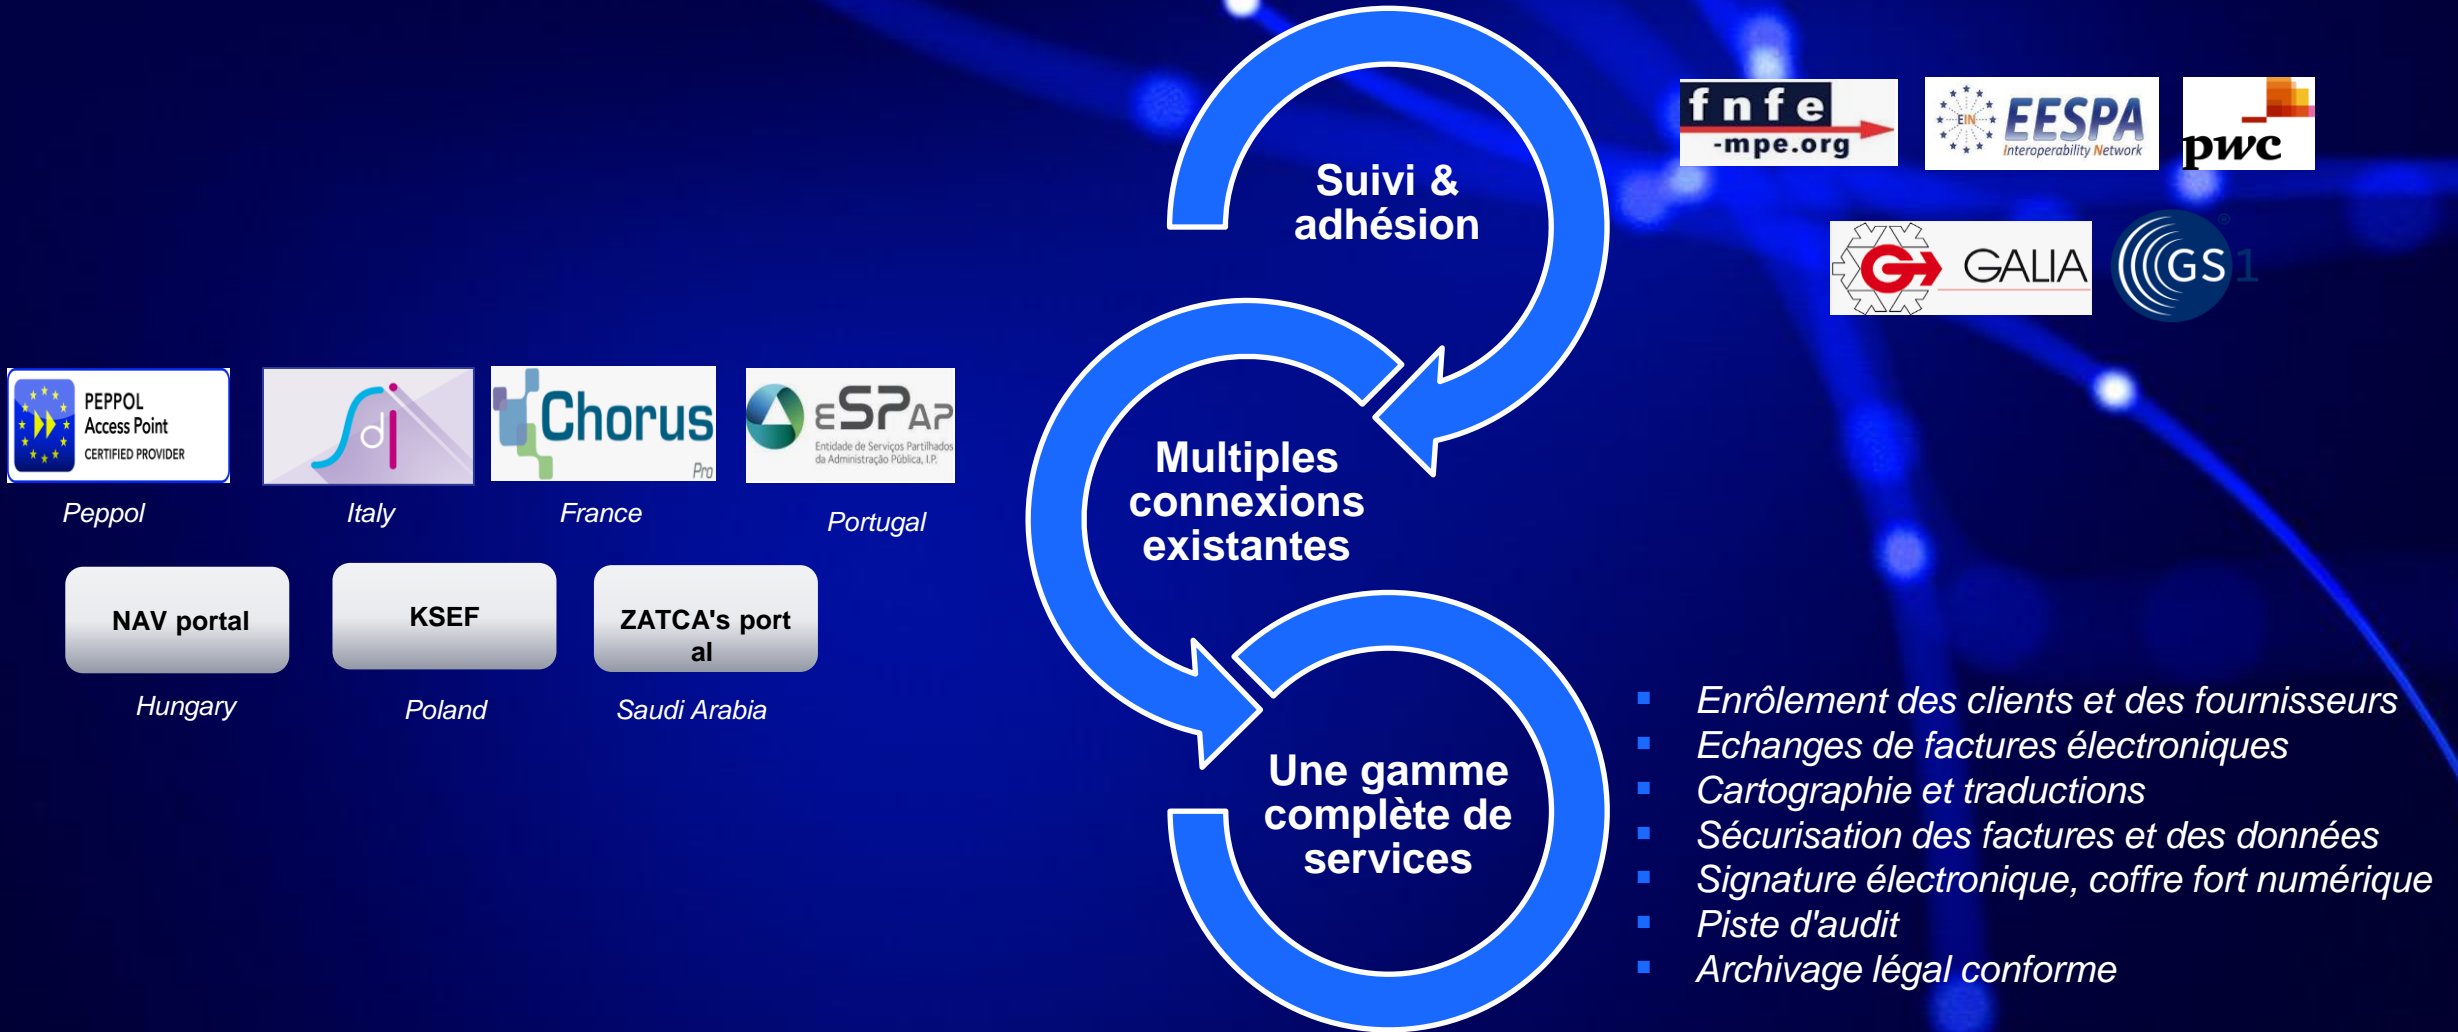 Suivi &
adhésion
fnfe
-mpe.org
EIN
EESPA
Interoperability Network
pwc
GALIA
GS1
®
Multiples
connexions
existantes
PEPPOL
Access Point
CERTIFIED PROVIDER
Peppol
di
Italy
Chorus
Pro
France
eSPap
Entidade de Serviços Partilhados
da Administração Pública, I.P.
Portugal
NAV portal
Hungary
KSEF
Poland
ZATCA's port
al
Saudi Arabia
Une gamme
complète de
services
Enrôlement des clients et des fournisseurs
Echanges de factures électroniques
Cartographie et traductions
Sécurisation des factures et des données
Signature électronique, coffre fort numérique
Piste d'audit
Archivage légal conforme